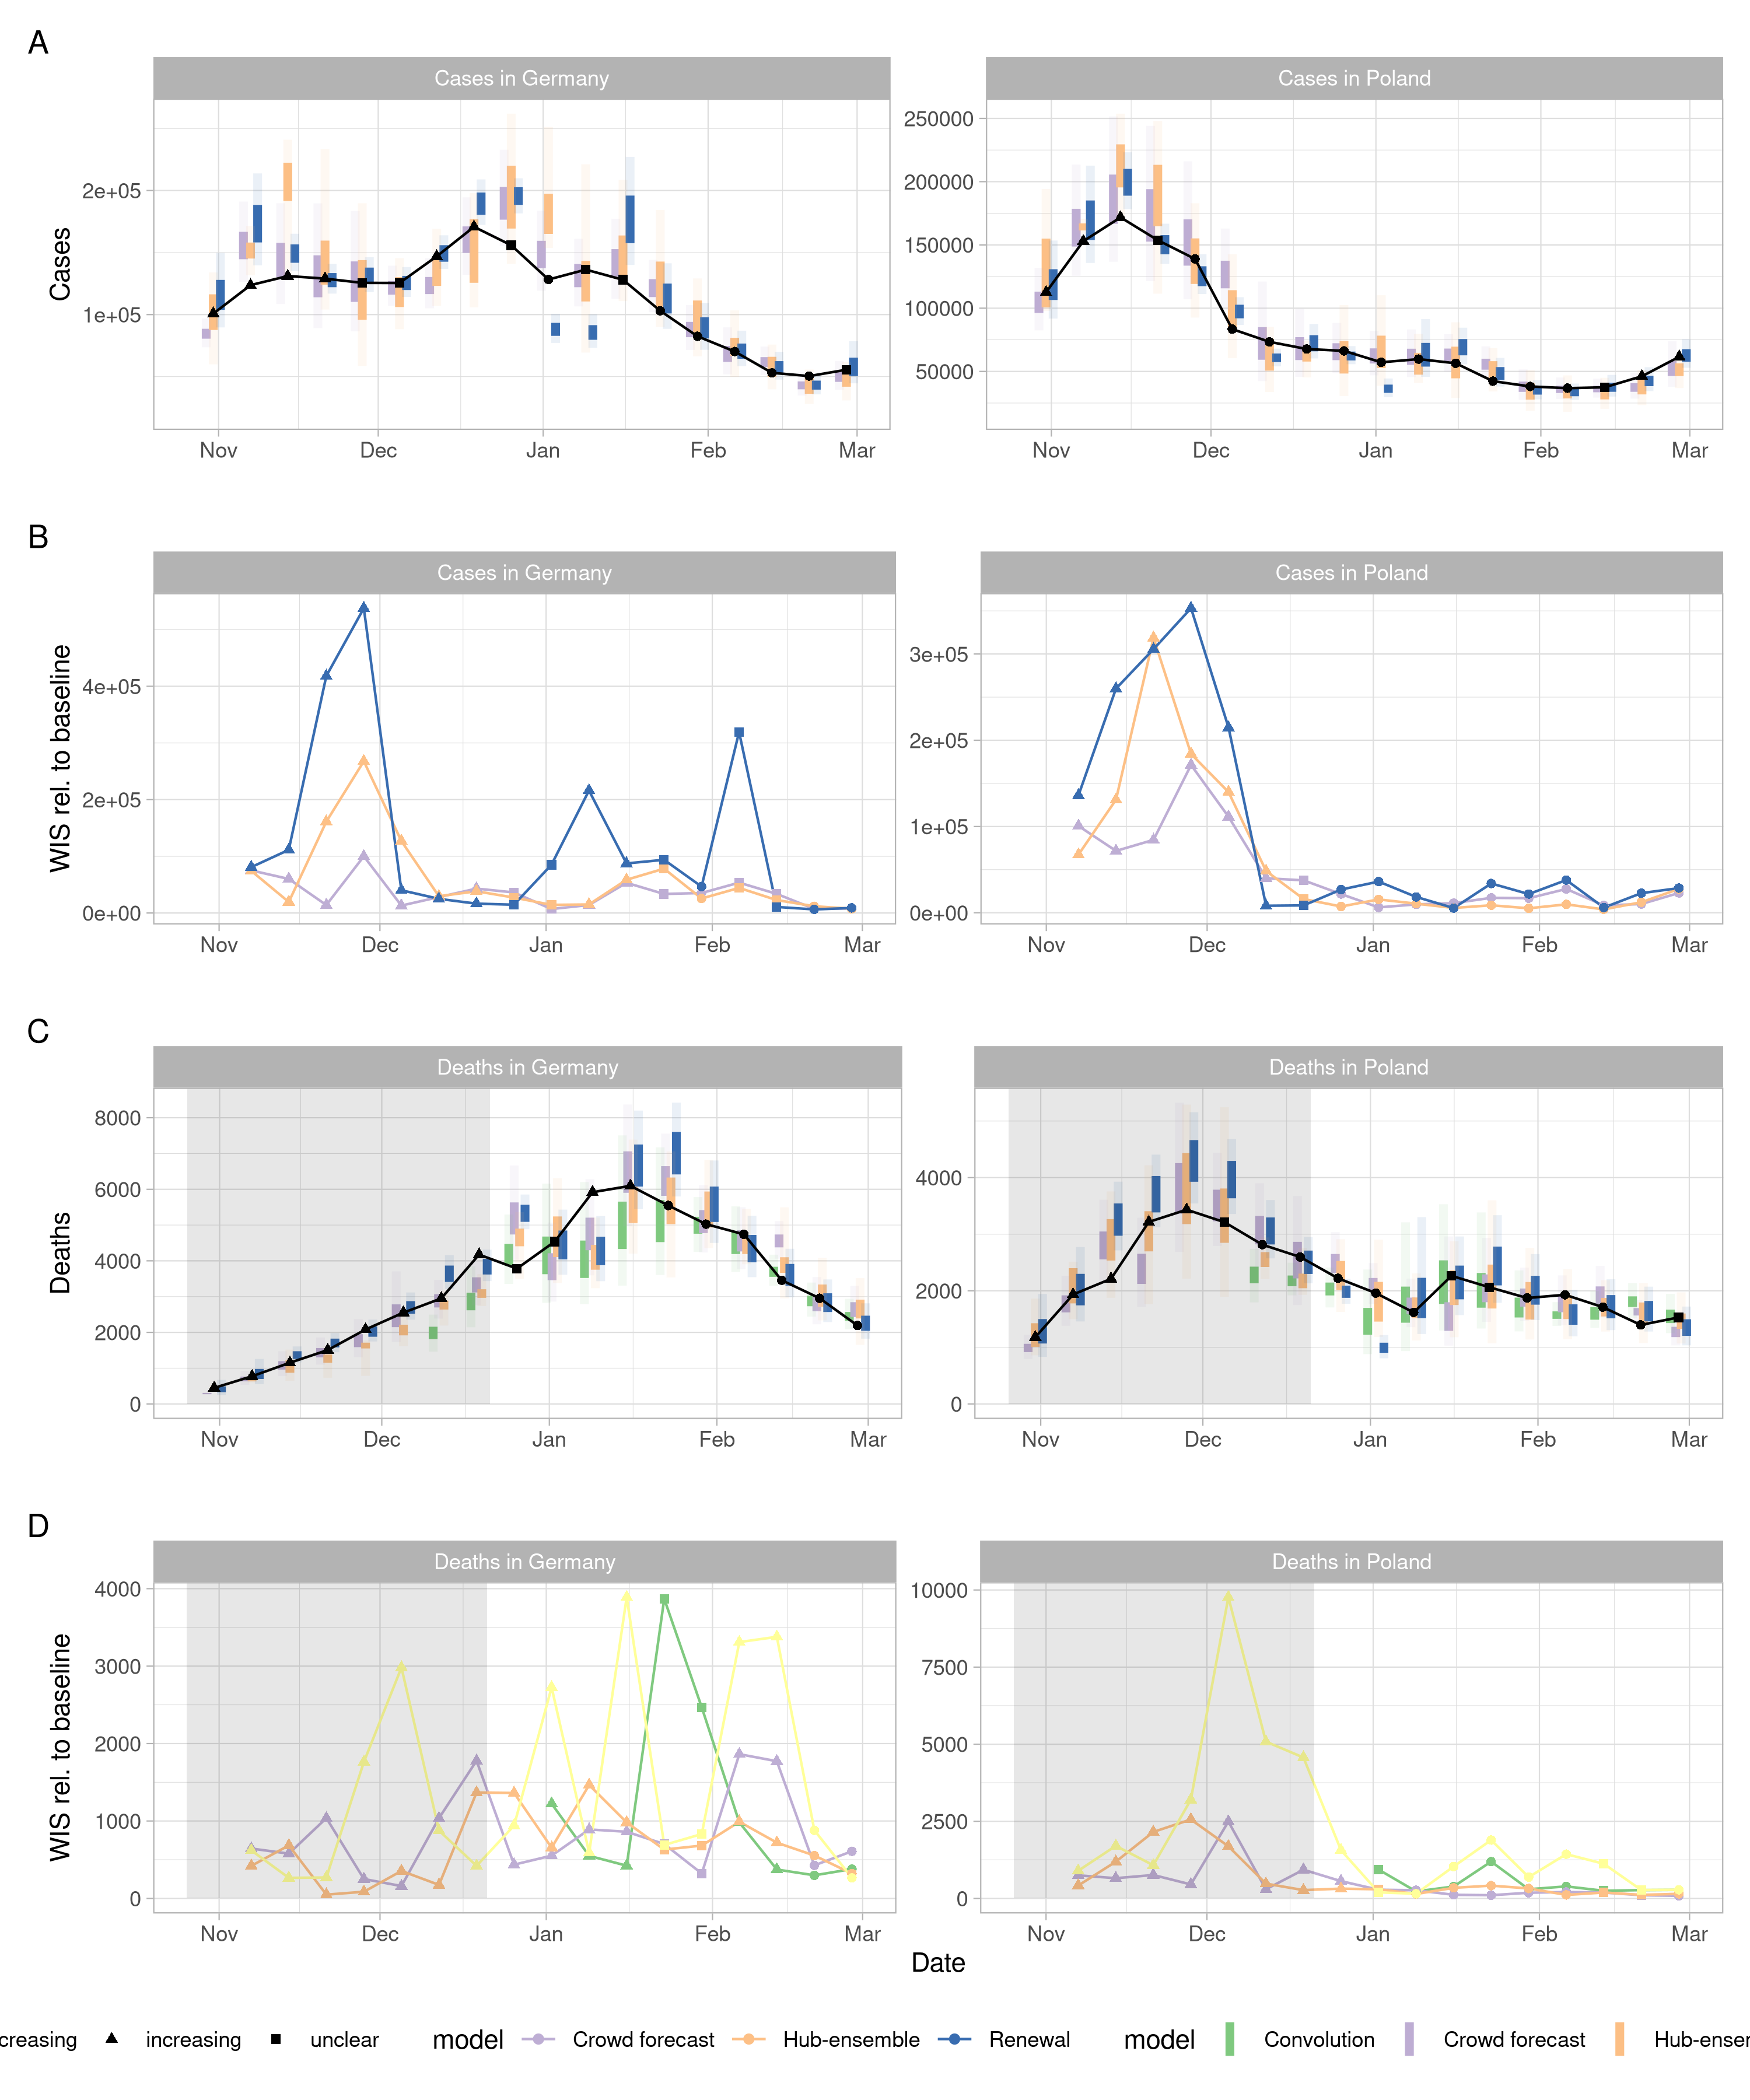 A
Cases in Germany
Cases in Poland
Cases
2e+05
1e+05
250000
200000
150000
100000
50000
Nov Dec Jan Feb Mar
Nov Dec Jan Feb Mar
B
Cases in Germany
Cases in Poland
WIS rel. to baseline
4e+05
2e+05
0e+00
3e+05
2e+05
1e+05
0e+00
Nov Dec Jan Feb Mar
Nov Dec Jan Feb Mar
C
Deaths in Germany
Deaths in Poland
Deaths
8000
6000
4000
2000
0
4000
2000
0
Nov Dec Jan Feb Mar
Nov Dec Jan Feb Mar
D
Deaths in Germany
Deaths in Poland
WIS rel. to baseline
4000
3000
2000
1000
0
10000
7500
5000
2500
0
Nov Dec Jan Feb Mar
Nov Dec Jan Feb Mar
Date
creasing increasing unclear model Crowd forecast Hub-ensemble Renewal model Convolution Crowd forecast Hub-enser